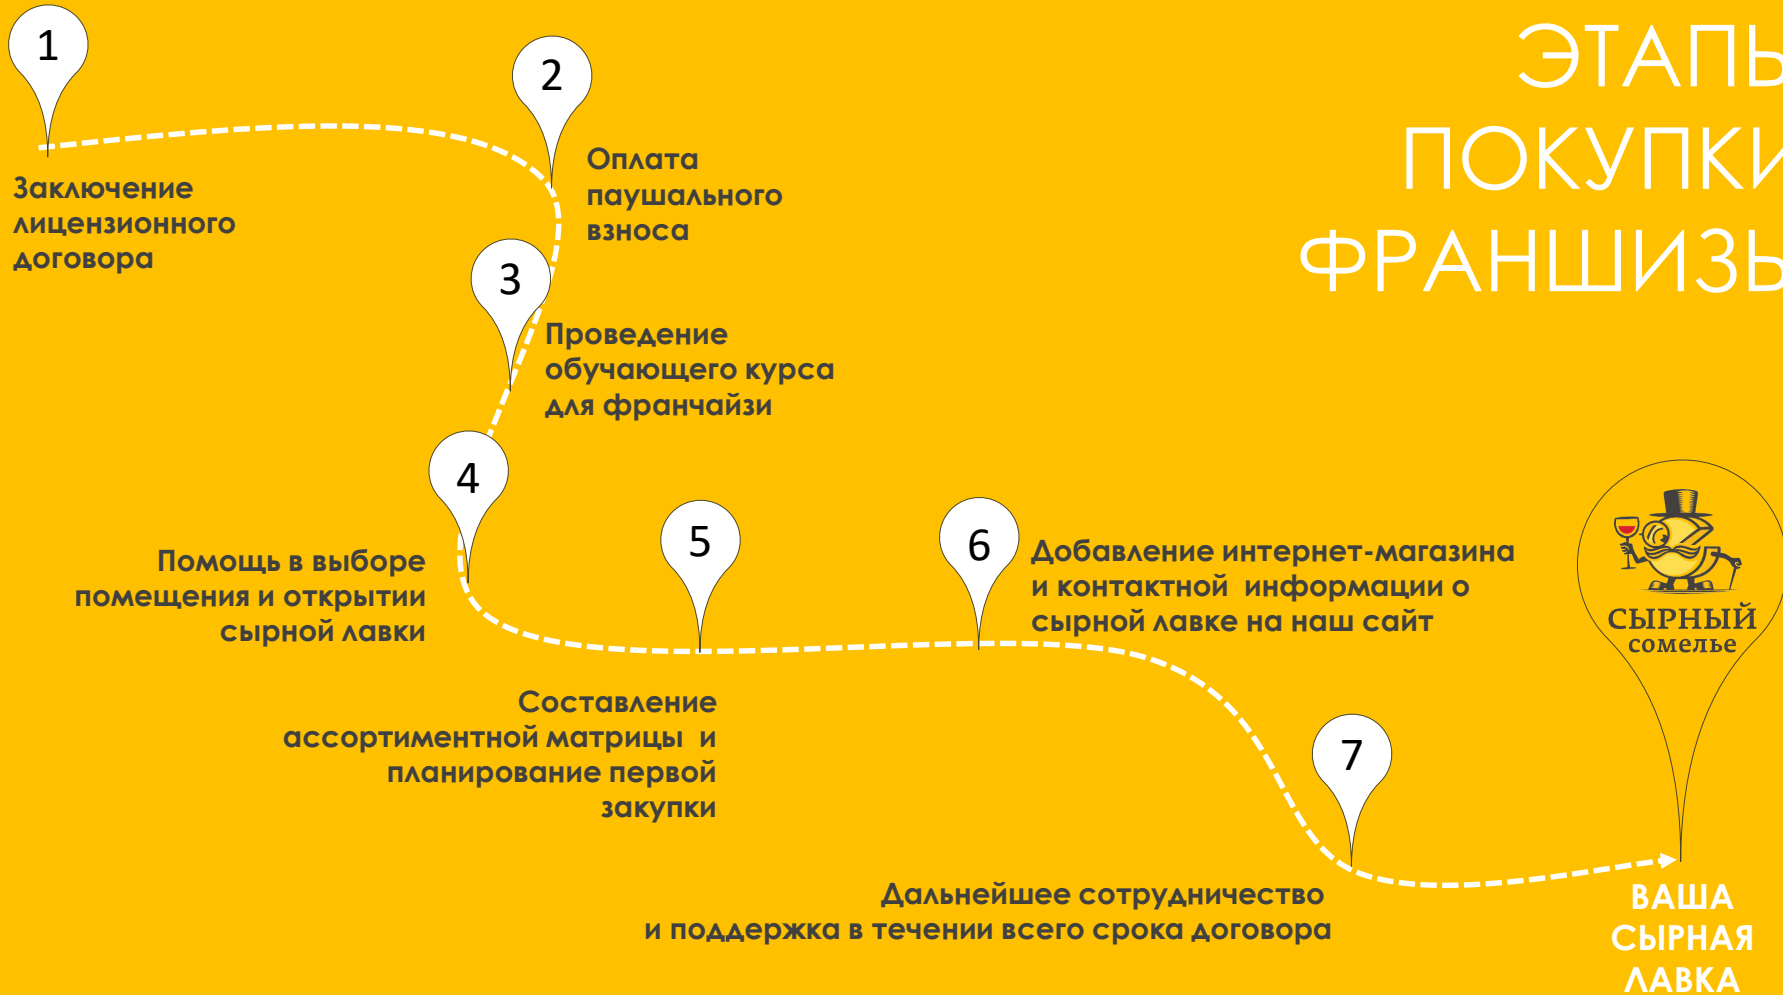 ЭТАПЫ
ПОКУПКИ
ФРАНШИЗЫ
1
Заключение
лицензионного
договора
2
Оплата
паушального
взноса
3
Проведение
обучающего курса
для франчайзи
4
Помощь в выборе
помещения и открытии
сырной лавки
5
Составление
ассортиментной матрицы и
планирование первой
закупки
6
Добавление интернет-магазина
и контактной информации о
сырной лавке на наш сайт
7
Дальнейшее сотрудничество
и поддержка в течении всего срока договора
СЫРНЫЙ
сомелье
ВАША
СЫРНАЯ
ЛАВКА